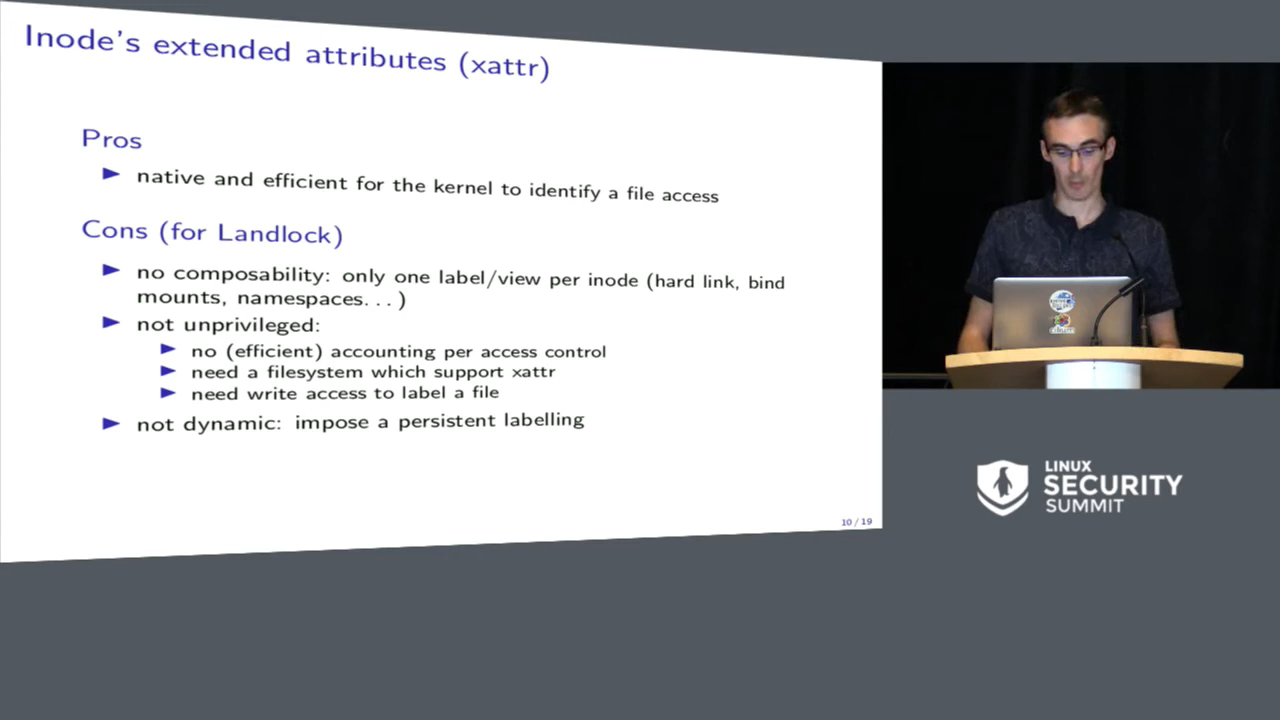 Inode's extended attributes (xattr)
Pros
native and efficient for the kernel to identify a file access
Cons (for Landlock)
no composability: only one label/view per inode (hard link, bind
mounts, namespaces...)
not unprivileged:
no (efficient) accounting per access control
need a filesystem which support xattr
need write access to label a file
not dynamic: impose a persistent labelling
10 / 19
LINUX
SECURITY
SUMMIT